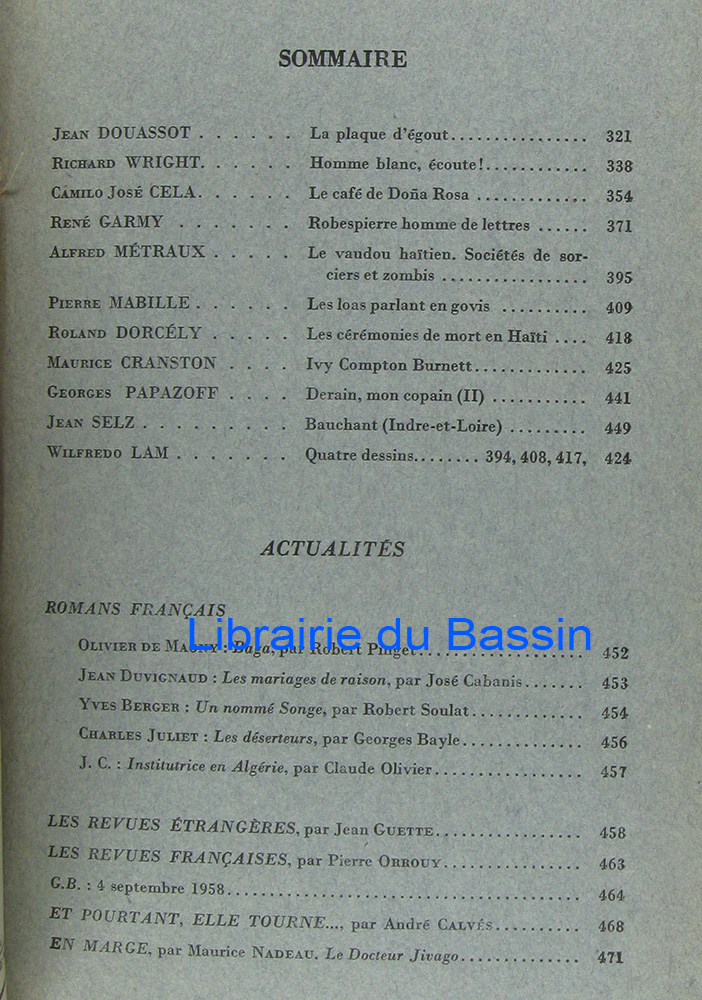 SOMMAIRE
JEAN DOUASSOT . . . . . . La plaque d'égout................ 321
RICHARD WRIGHT. . . . . . Homme blanc, écoute!............ 338
CAMILO JOSÉ CELA. . . . . Le café de Doña Rosa ............. 354
RENÉ GARMY . . . . . . . Robespierre homme de lettres ...... 371
ALFRED MÉTRAUX . . . . . Le vaudou haïtien. Sociétés de sor-
ciers et zombis ................. 395
PIERRE MABILLE . . . . . . Les loas parlant en govis .......... 409
ROLAND DORCÉLY . . . . . Les cérémonies de mort en Haïti .... 418
MAURICE CRANSTON . . . . Ivy Compton Burnett............. 425
GEORGES PAPAZOFF . . . . Derain, mon copain (II) ........... 441
JEAN SELZ . . . . . . . . . Bauchant (Indre-et-Loire) ......... 449
WILFREDO LAM . . . . . . . Quatre dessins........ 394, 408, 417, 424
ACTUALITÉS
ROMANS FRANÇAIS
Librairie du Bassin
OLIVIER DE MAGNY : Baga, par Robert Pinget.................... 452
JEAN DUVIGNAUD : Les mariages de raison, par José Cabanis....... 453
YVES BERGER : Un nommé Songe, par Robert Soulat............. 454
CHARLES JULIET : Les déserteurs, par Georges Bayle.............. 456
J. C. : Institutrice en Algérie, par Claude Olivier.................. 457
LES REVUES ÉTRANGÈRES, par Jean GUETTE................. 458
LES REVUES FRANÇAISES, par Pierre ORROUY................ 463
G.B. : 4 septembre 1958......................................... 464
ET POURTANT, ELLE TOURNE..., par André CALVÉS.......... 468
EN MARGE, par Maurice NADEAU. Le Docteur Jivago.............. 471